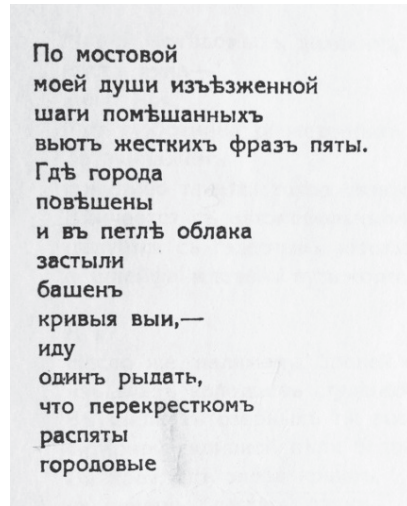 По мостовой
моей души изъѣзженной
шаги помѣшанныхъ
вьютъ жесткихъ фразъ пяты.
Гдѣ города
повѣшены
и въ петлѣ облака
застыли
башенъ
кривыя выи,—
иду
одинъ рыдать,
что перекресткомъ
распяты
городовые